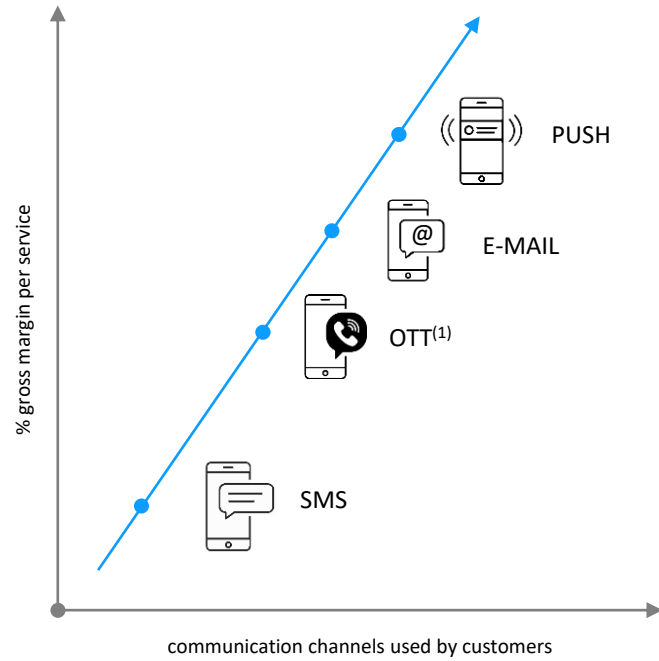 PUSH
@
E-MAIL
OTT(1)
SMS
% gross margin per service
communication channels used by customers